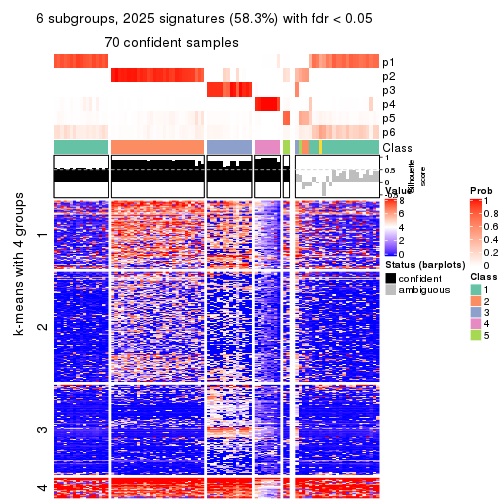 6 subgroups, 2025 signatures (58.3%) with fdr < 0.05
70 confident samples
p1
p2
p3
p4
p5
p6
Class
1
0.5
0
-0.5
Silhouette
score
k-means with 4 groups
1
2
3
4
Value
8
6
4
2
0
Status (barplots)
confident
ambiguous
Prob
1
0.8
0.6
0.4
0.2
0
Class
1
2
3
4
5